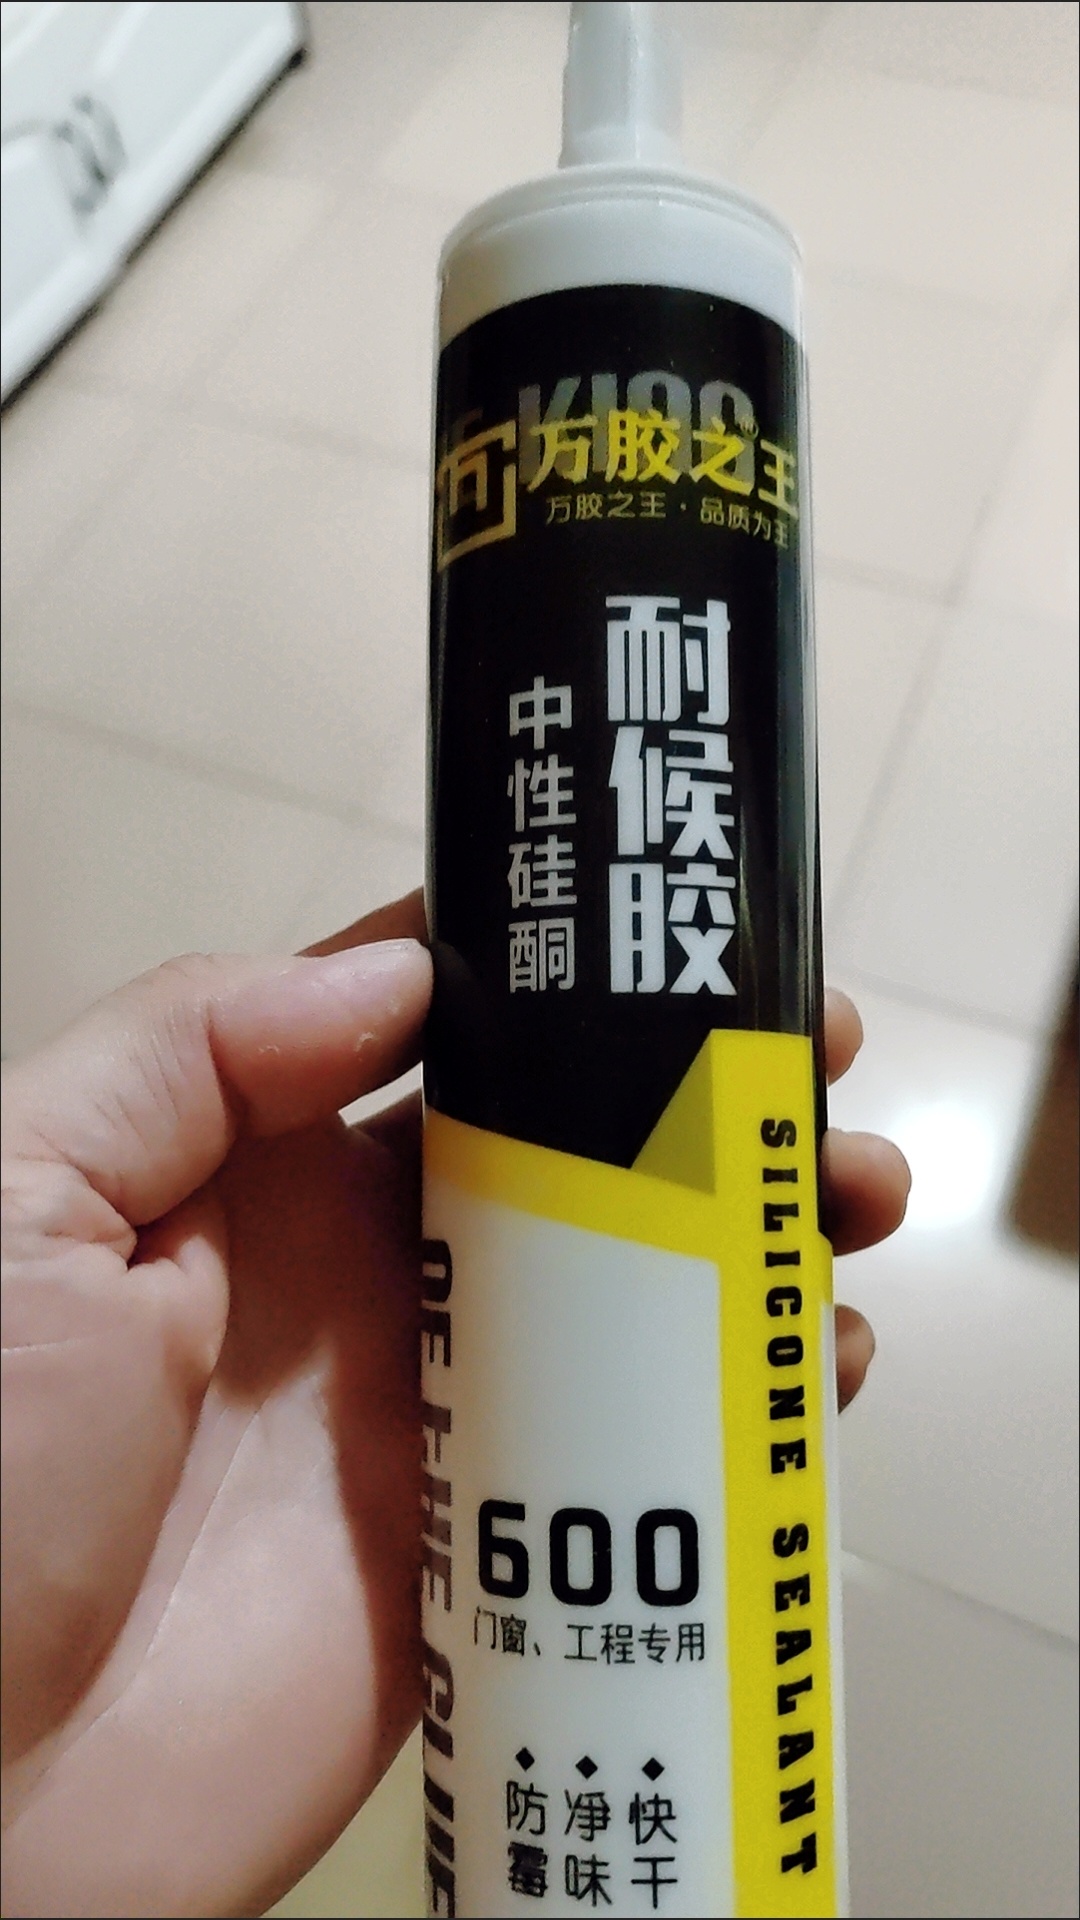 万胶之王®
万胶之王·品质为王
耐候胶
中性硅酮
SILICONE SEALANT
600
门窗、工程专用
快干
净味
防霉